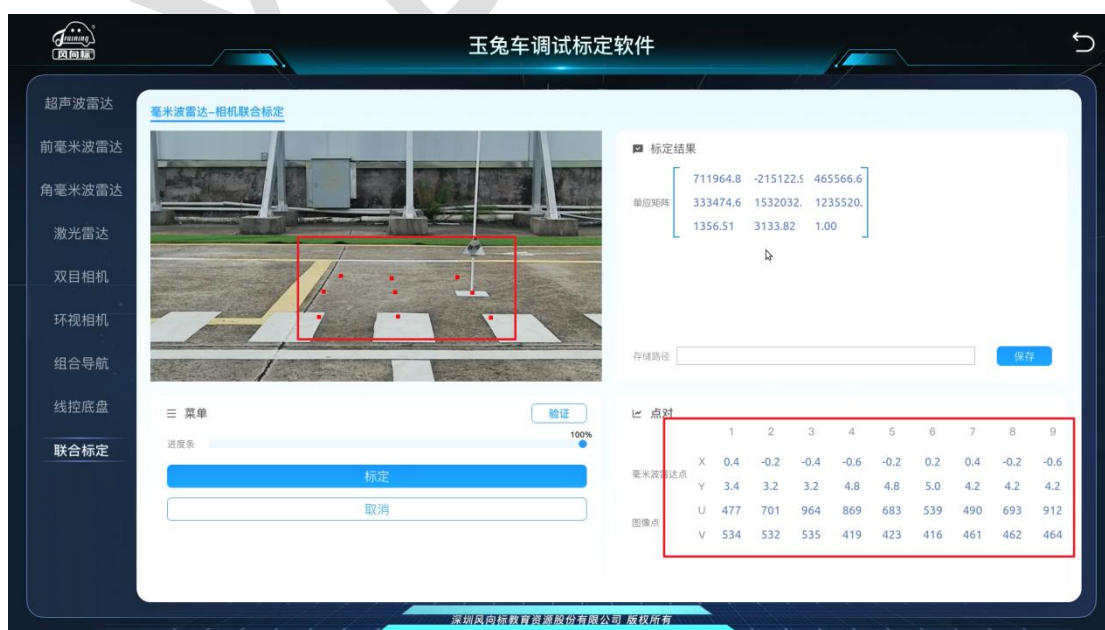 Training
风向标
玉兔车调试标定软件
超声波雷达
前毫米波雷达
角毫米波雷达
激光雷达
双目相机
环视相机
组合导航
线控底盘
联合标定
毫米波雷达-相机联合标定
标定结果
单应矩阵
711964.8 -215122.9 465566.6
333474.6 1532032. 1235520.
1356.51 3133.82 1.00
存储路径
保存
菜单
验证
进度条
100%
标定
取消
点对
1 2 3 4 5 6 7 8 9
毫米波雷达点
X 0.4 -0.2 -0.4 -0.6 -0.2 0.2 0.4 -0.2 -0.6
Y 3.4 3.2 3.2 4.8 4.8 5.0 4.2 4.2 4.2
图像点
U 477 701 964 869 683 539 490 693 912
V 534 532 535 419 423 416 461 462 464
深圳风向标教育资源股份有限公司 版权所有